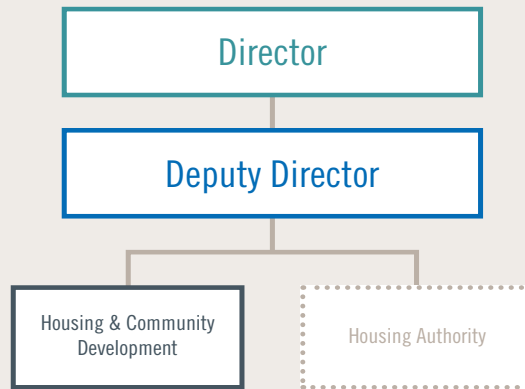 Director
Deputy Director
Housing & Community
Development
Housing Authority